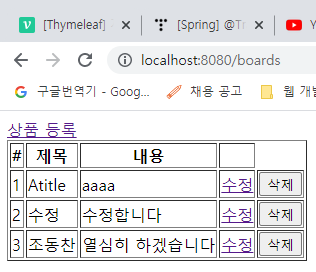 [Thymeleaf]
[Spring] @Tr
Y
localhost:8080/boards
구글번역기 - Goog...
채용 공고
웹 개발
상품 등록
# 제목 내용
1 Atitle aaaa 수정 삭제
2 수정 수정합니다 수정 삭제
3 조동찬 열심히 하겠습니다 수정 삭제